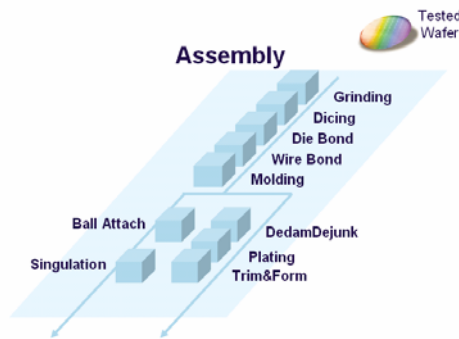 Tested
Wafer
Assembly
Grinding
Dicing
Die Bond
Wire Bond
Molding
Ball Attach
DedamDejunk
Singulation
Plating
Trim&Form